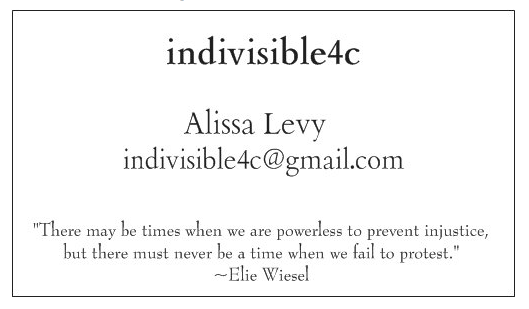 indivisible4c
Alissa Levy
indivisible4c@gmail.com
"There may be times when we are powerless to prevent injustice,
but there must never be a time when we fail to protest."
~Elie Wiesel